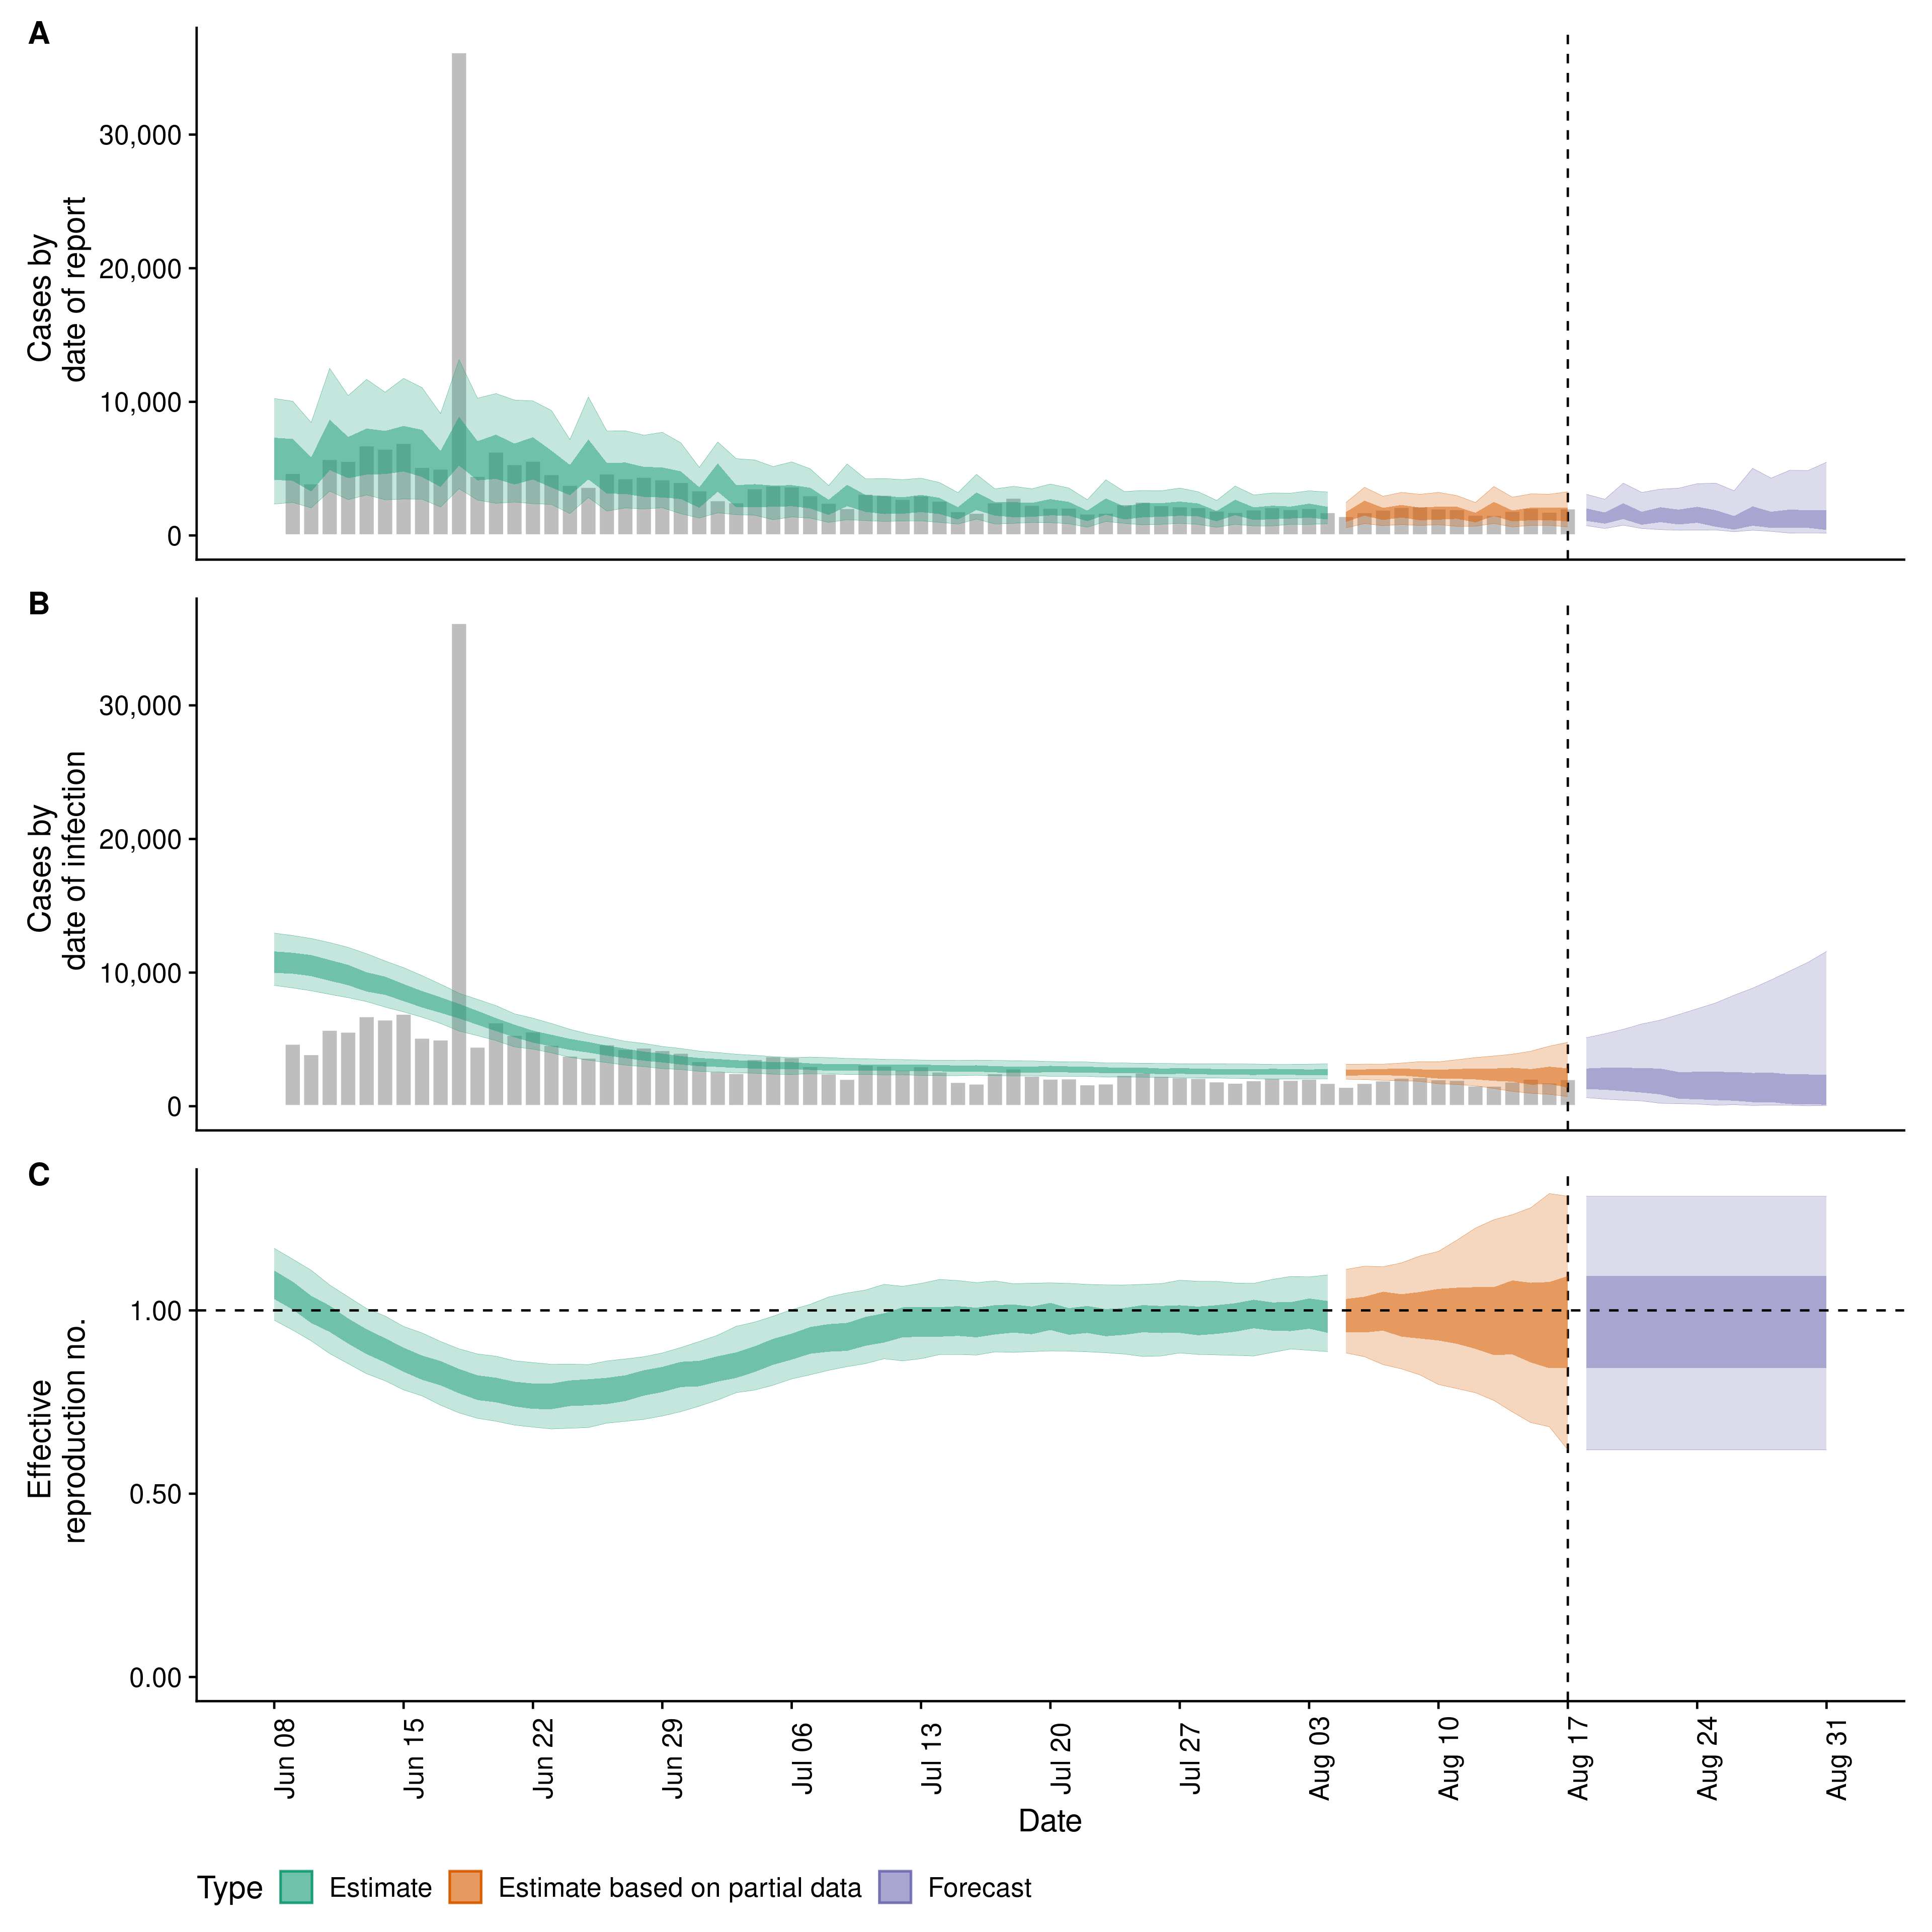 A
Cases by
date of report
30,000
20,000
10,000
0
B
Cases by
date of infection
30,000
20,000
10,000
0
C
Effective
reproduction no.
1.00
0.50
0.00
Jun 08
Jun 15
Jun 22
Jun 29
Jul 06
Jul 13
Jul 20
Jul 27
Aug 03
Aug 10
Aug 17
Aug 24
Aug 31
Date
Type Estimate Estimate based on partial data Forecast